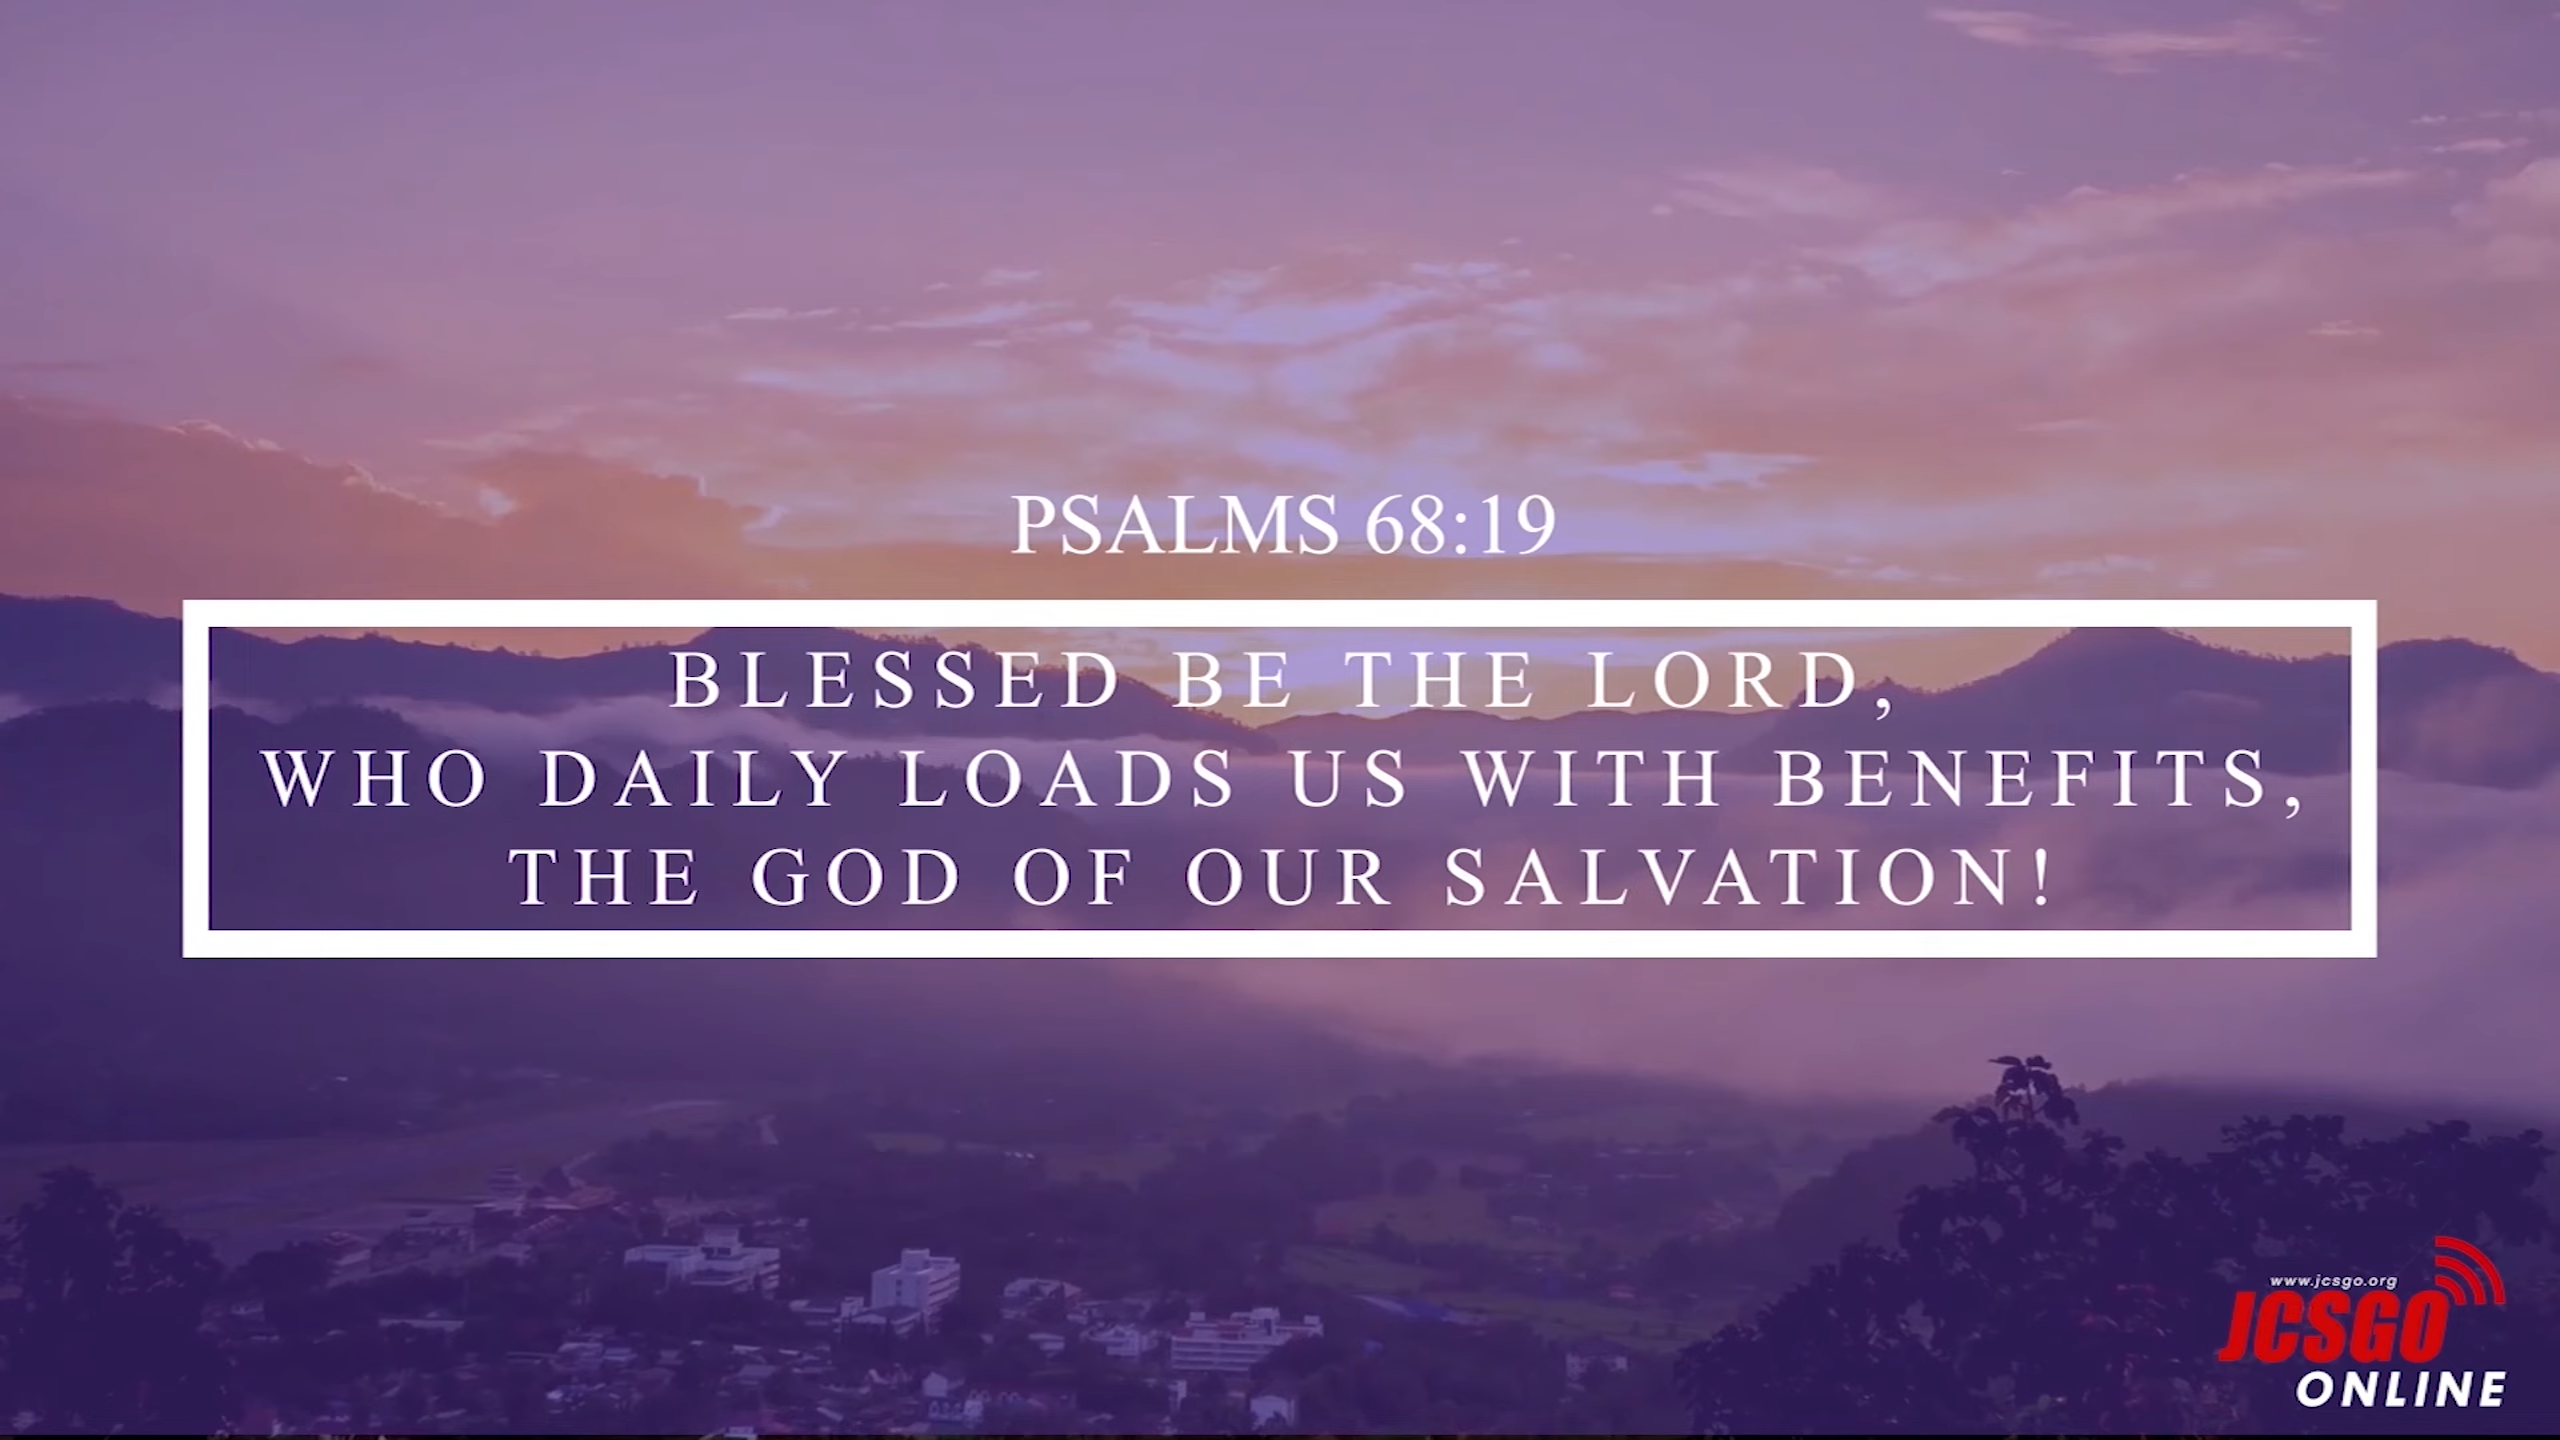 PSALMS 68:19
BLESSED BE THE LORD,
WHO DAILY LOADS US WITH BENEFITS,
THE GOD OF OUR SALVATION!
www.jcsgo.org
JCSGO
ONLINE